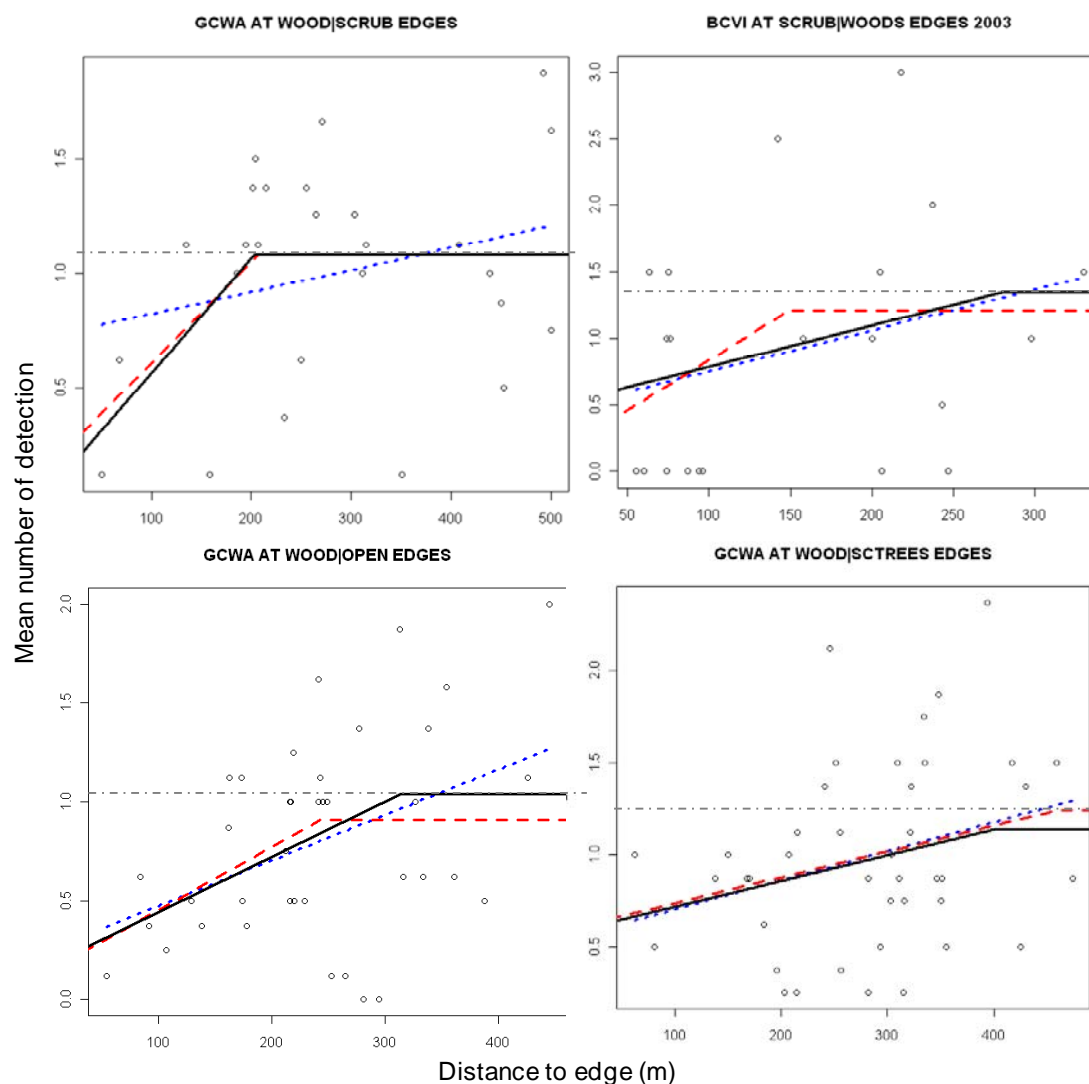 GCWA AT WOOD|SCRUB EDGES
0.5 1.0 1.5
100 200 300 400 500
BCVI AT SCRUB|WOODS EDGES 2003
0.0 0.5 1.0 1.5 2.0 2.5 3.0
50 100 150 200 250 300
Mean number of detection
GCWA AT WOOD|OPEN EDGES
0.0 0.5 1.0 1.5 2.0
100 200 300 400
GCWA AT WOOD|SCTREES EDGES
0.5 1.0 1.5 2.0
100 200 300 400
Distance to edge (m)